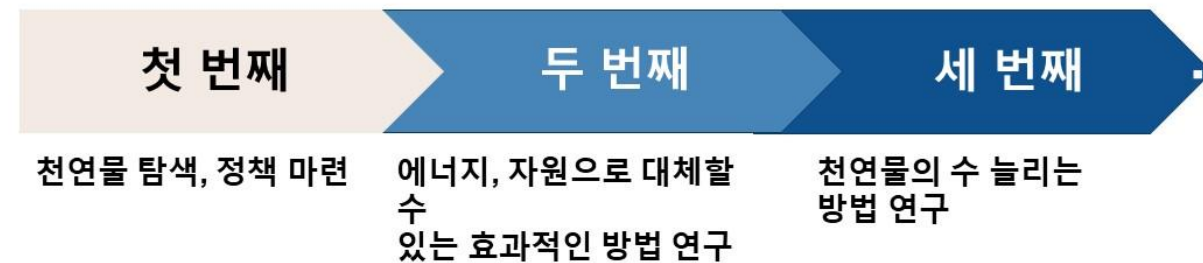 첫 번째
두 번째
세 번째
천연물 탐색, 정책 마련
에너지, 자원으로 대체할
수
있는 효과적인 방법 연구
천연물의 수 늘리는
방법 연구